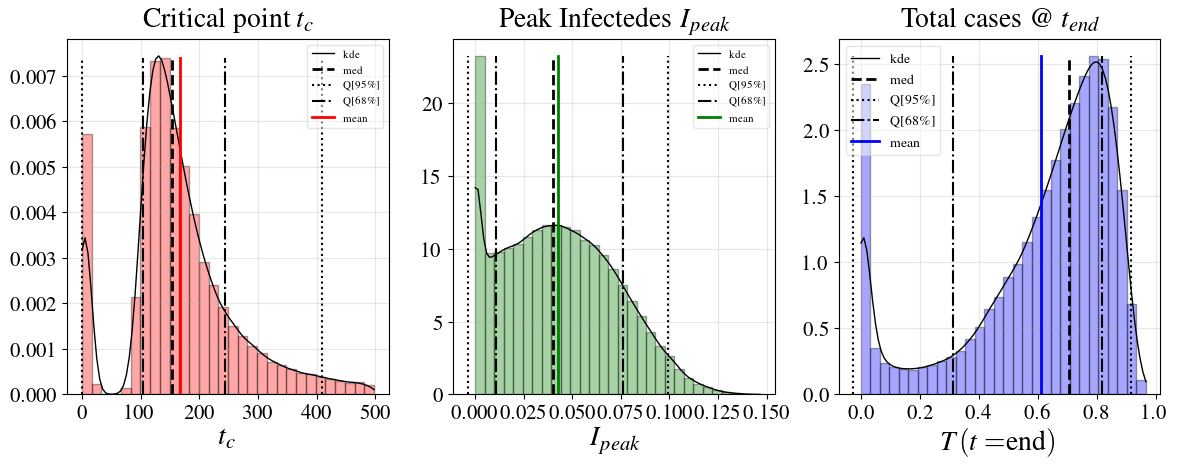 Critical point t_c
0.007
0.006
0.005
0.004
0.003
0.002
0.001
0.000
0
100
200
300
400
500
t_c
kde
med
Q[95%]
Q[68%]
mean
Peak Infectedes I_peak
20
15
10
5
0
0.000
0.025
0.050
0.075
0.100
0.125
0.150
I_peak
kde
med
Q[95%]
Q[68%]
mean
Total cases @ t_end
2.5
2.0
1.5
1.0
0.5
0.0
0.0
0.2
0.4
0.6
0.8
1.0
T(t =end)
kde
med
Q[95%]
Q[68%]
mean